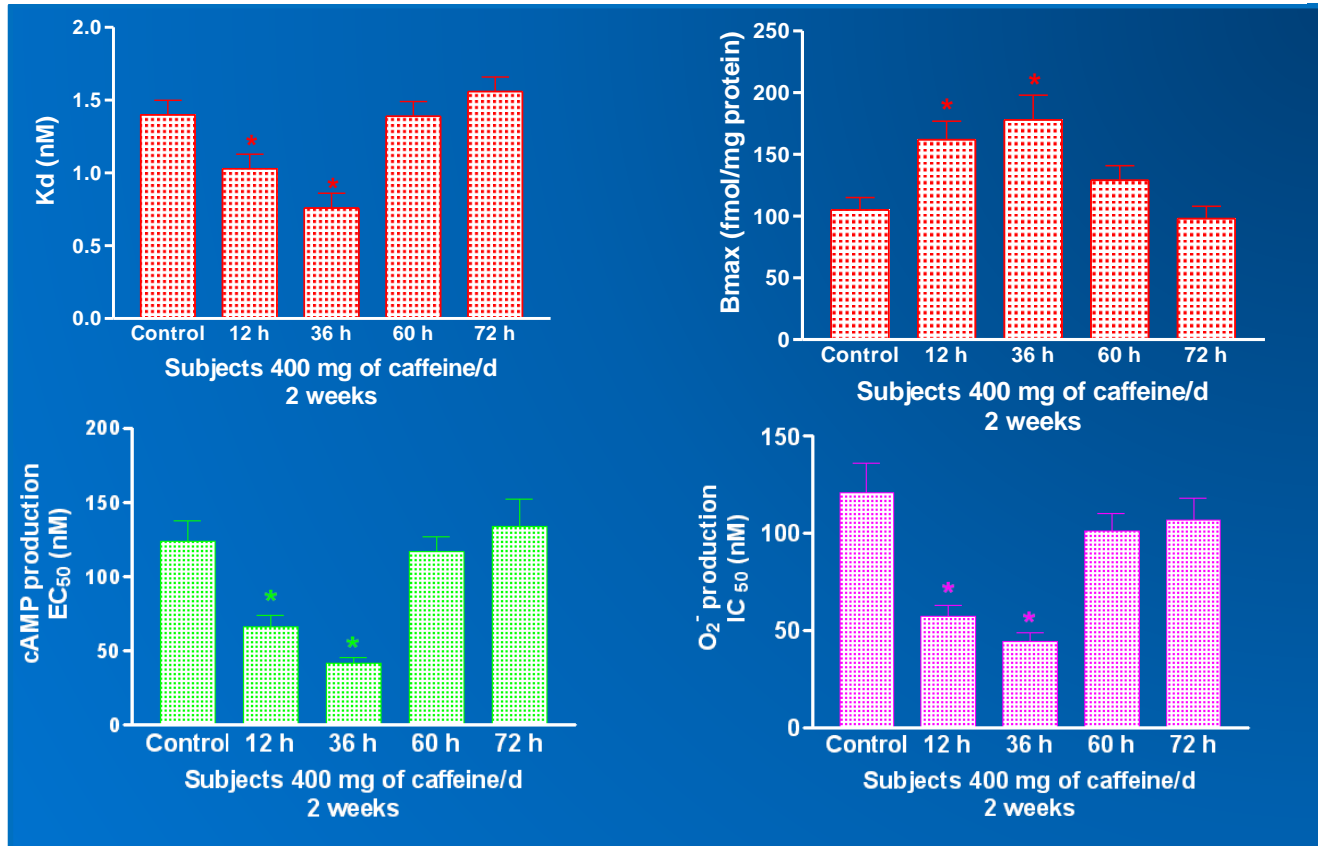 Kd (nM)
2.0
1.5
1.0
0.5
0.0
*
*
Control 12 h 36 h 60 h 72 h
Subjects 400 mg of caffeine/d
2 weeks
Bmax (fmol/mg protein)
250
200
150
100
50
0
*
*
Control 12 h 36 h 60 h 72 h
Subjects 400 mg of caffeine/d
2 weeks
cAMP production
EC50 (nM)
200
150
100
50
0
*
*
Control 12 h 36 h 60 h 72 h
Subjects 400 mg of caffeine/d
2 weeks
O2- production
IC 50 (nM)
150
100
50
0
*
*
Control 12 h 36 h 60 h 72 h
Subjects 400 mg of caffeine/d
2 weeks